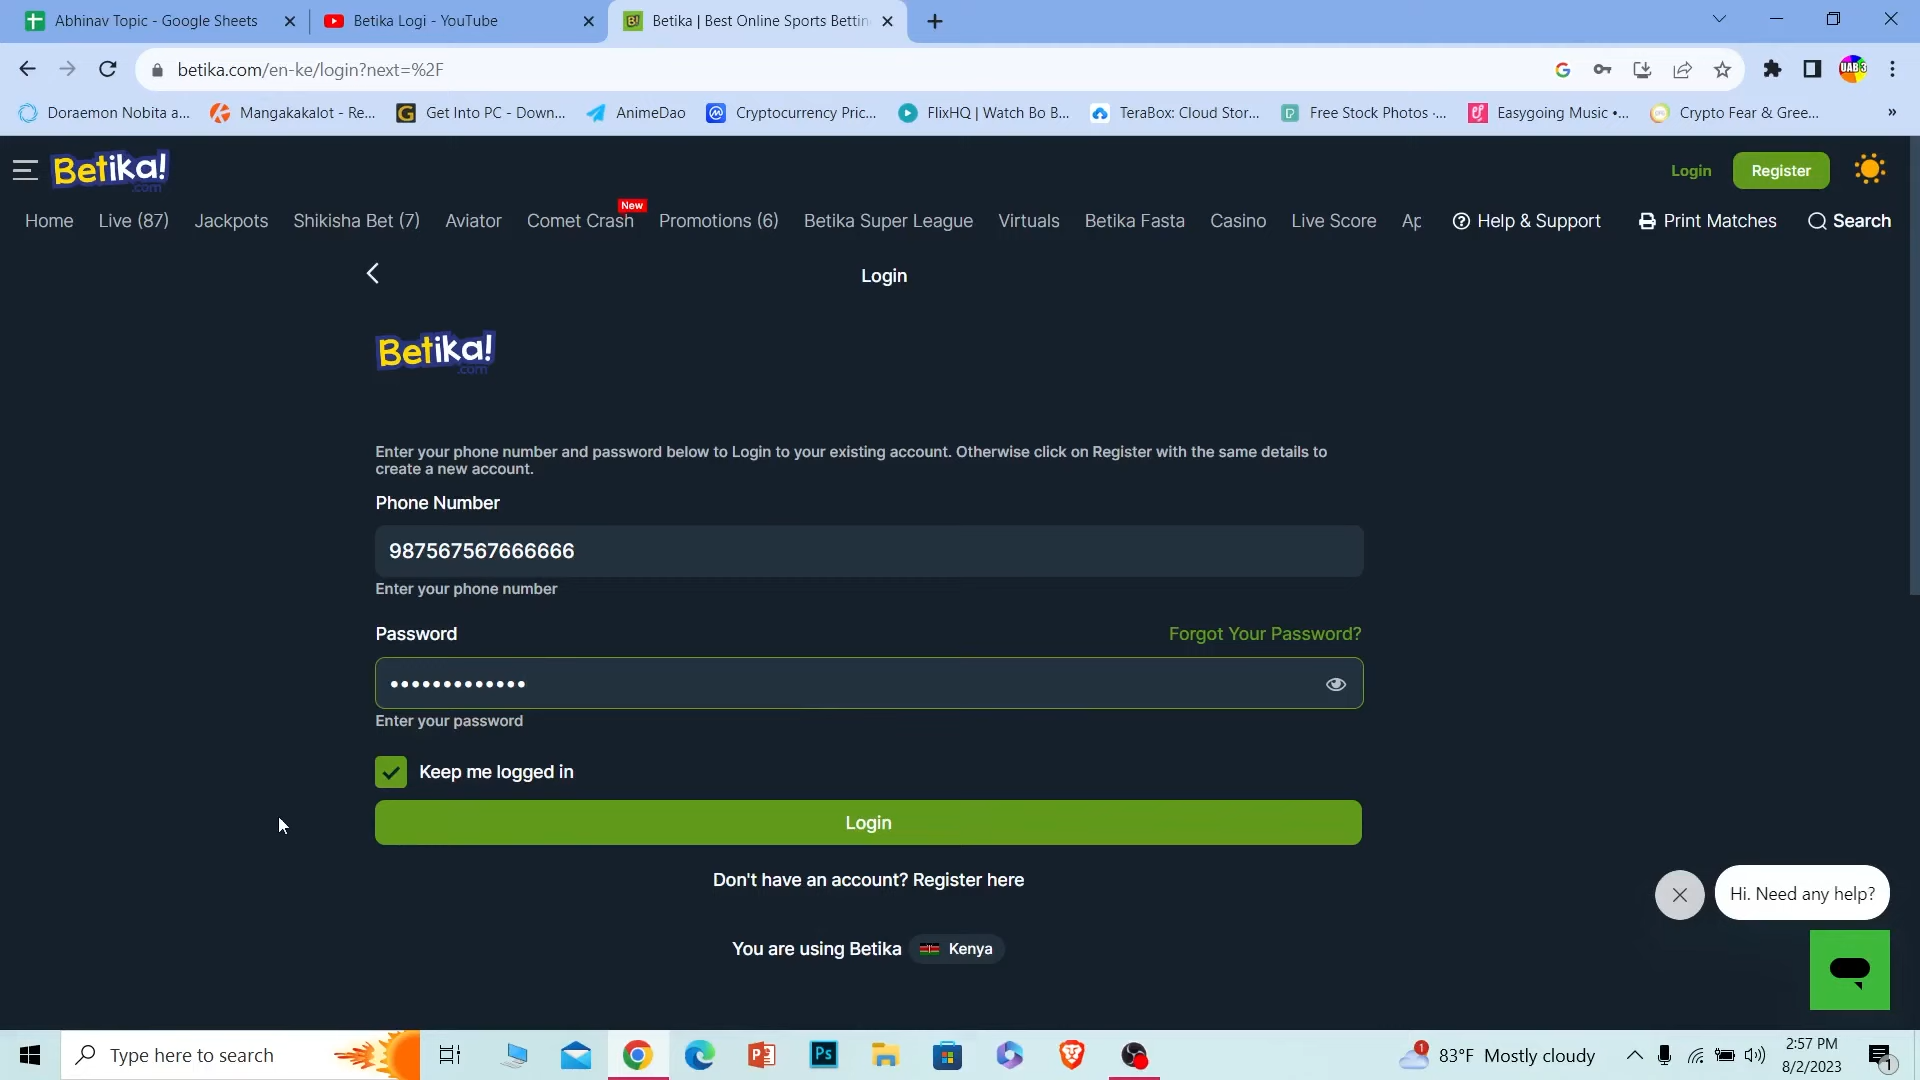 Abhinav Topic - Google Sheets
Betika Logi - YouTube
Betika | Best Online Sports Bettin
betika.com/en-ke/login?next=%2F
UAB 3
Doraemon Nobita a...
Mangakakalot - Re...
Get Into PC - Down...
AnimeDao
Cryptocurrency Pric...
FlixHQ | Watch Bo B...
TeraBox: Cloud Stor...
Free Stock Photos ·...
Easygoing Music •...
Crypto Fear & Gree...
»
Betika!
.com
Login
Register
Home
Live (87)
Jackpots
Shikisha Bet (7)
Aviator
Comet Crash
New
Promotions (6)
Betika Super League
Virtuals
Betika Fasta
Casino
Live Score
Ap
Help & Support
Print Matches
Search
Login
Betika!
.com
Enter your phone number and password below to Login to your existing account. Otherwise click on Register with the same details to
create a new account.
Phone Number
987567567666666
Enter your phone number
Password
Forgot Your Password?
•••••••••••••
Enter your password
Keep me logged in
Login
Don't have an account? Register here
Hi. Need any help?
You are using Betika
Kenya
Type here to search
Ps
1
83°F Mostly cloudy
2:57 PM
8/2/2023
1